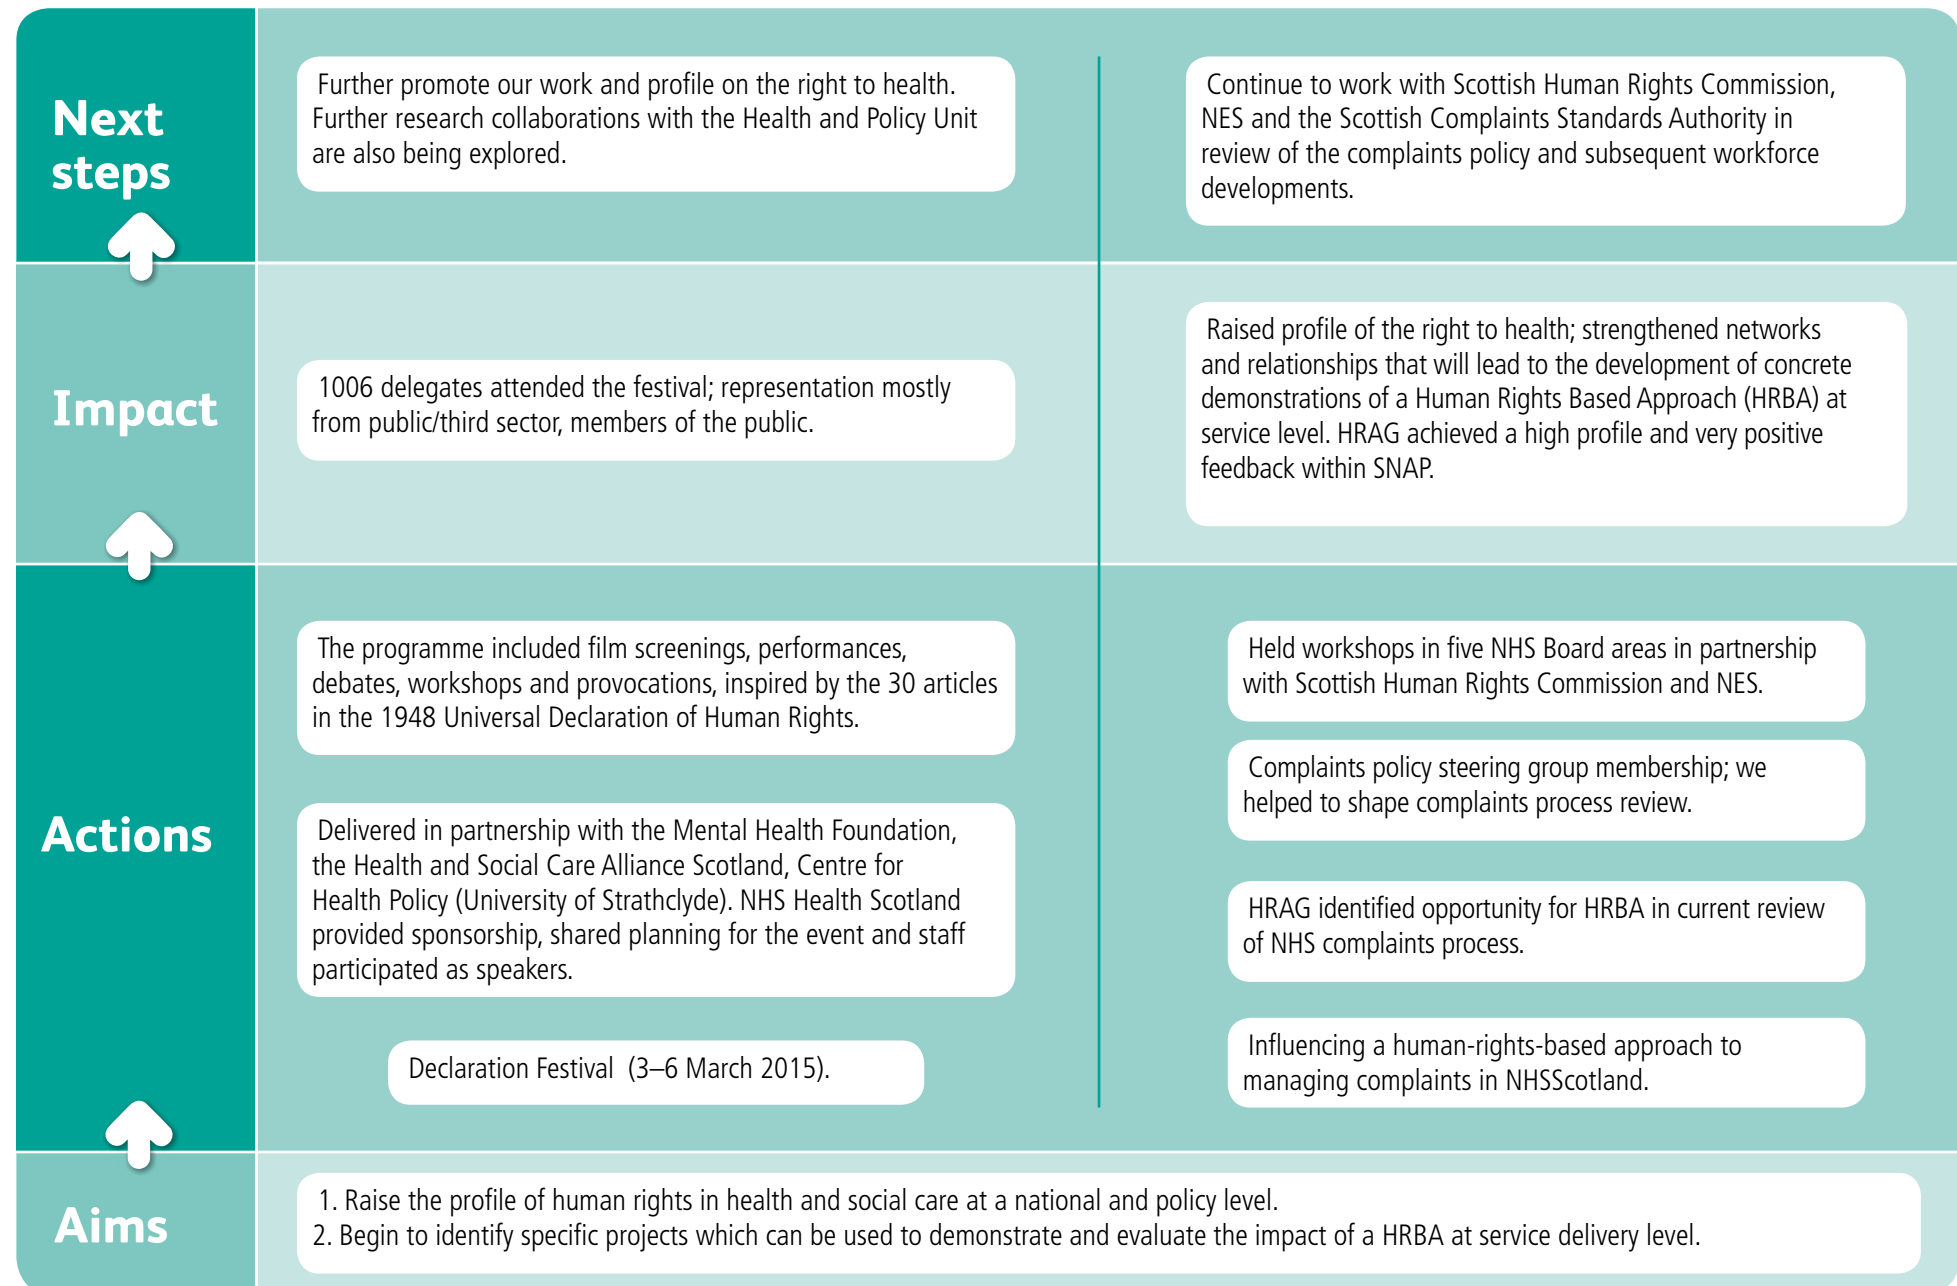 Next
steps
Further promote our work and profile on the right to health.
Further research collaborations with the Health and Policy Unit
are also being explored.
Continue to work with Scottish Human Rights Commission,
NES and the Scottish Complaints Standards Authority in
review of the complaints policy and subsequent workforce
developments.
Impact
1006 delegates attended the festival; representation mostly
from public/third sector, members of the public.
Raised profile of the right to health; strengthened networks
and relationships that will lead to the development of concrete
demonstrations of a Human Rights Based Approach (HRBA) at
service level. HRAG achieved a high profile and very positive
feedback within SNAP.
Actions
The programme included film screenings, performances,
debates, workshops and provocations, inspired by the 30 articles
in the 1948 Universal Declaration of Human Rights.
Delivered in partnership with the Mental Health Foundation,
the Health and Social Care Alliance Scotland, Centre for
Health Policy (University of Strathclyde). NHS Health Scotland
provided sponsorship, shared planning for the event and staff
participated as speakers.
Declaration Festival (3–6 March 2015).
Held workshops in five NHS Board areas in partnership
with Scottish Human Rights Commission and NES.
Complaints policy steering group membership; we
helped to shape complaints process review.
HRAG identified opportunity for HRBA in current review
of NHS complaints process.
Influencing a human-rights-based approach to
managing complaints in NHSScotland.
Aims
1. Raise the profile of human rights in health and social care at a national and policy level.
2. Begin to identify specific projects which can be used to demonstrate and evaluate the impact of a HRBA at service delivery level.